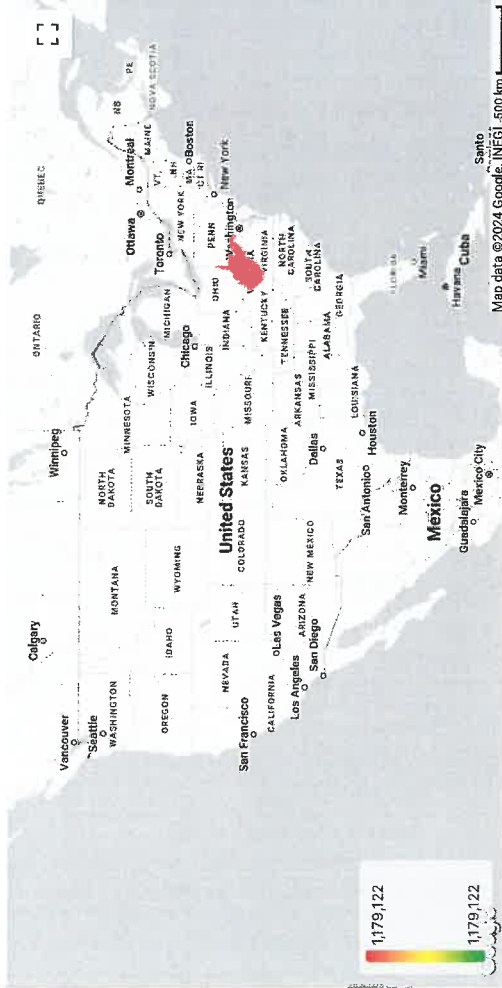 Calgary
Winnipeg
ONTARIO
QUEBEC
NB
PE
NOVA SCOTIA
Vancouver
Seattle
WASHINGTON
MONTANA
NORTH
DAKOTA
MINNESOTA
Ottawa
Montreal
MAINE
OREGON
IDAHO
WYOMING
SOUTH
DAKOTA
WISCONSIN
MICHIGAN
Toronto
VT
NH
NEW YORK
MA
Boston
CT RI
NEBRASKA
IOWA
Chicago
ILLINOIS
INDIANA
OHIO
PENN
New York
San Francisco
NEVADA
UTAH
United States
COLORADO
KANSAS
MISSOURI
KENTUCKY
VIRGINIA
CALIFORNIA
Las Vegas
Los Angeles
San Diego
ARIZONA
NEW MEXICO
OKLAHOMA
ARKANSAS
TENNESSEE
NORTH
CAROLINA
Dallas
MISSISSIPPI
ALABAMA
SOUTH
CAROLINA
GEORGIA
TEXAS
LOUISIANA
San Antonio
Houston
FLORIDA
Monterrey
Miami
Mexico
Guadalajara
Mexico City
Havana
Cuba
Santo
1,179,122
1,179,122
Google
Map data ©2024 Google, INEGI
500 km